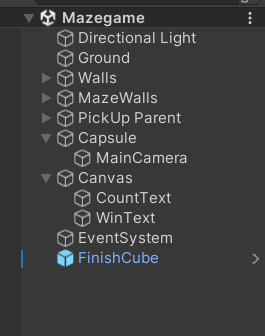 Mazegame
Directional Light
Ground
Walls
MazeWalls
PickUp Parent
Capsule
MainCamera
Canvas
CountText
WinText
EventSystem
FinishCube